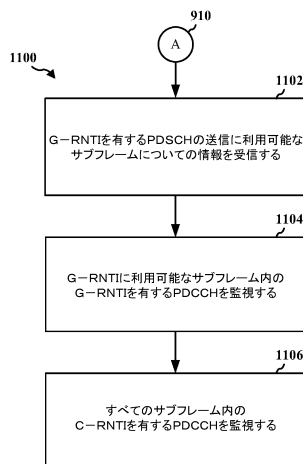 910
A
1100
1102
G－RNTIを有するPDSCHの送信に利用可能な
サブフレームについての情報を受信する
1104
G－RNTIに利用可能なサブフレーム内の
G－RNTIを有するPDCCHを監視する
1106
すべてのサブフレーム内の
C－RNTIを有するPDCCHを監視する